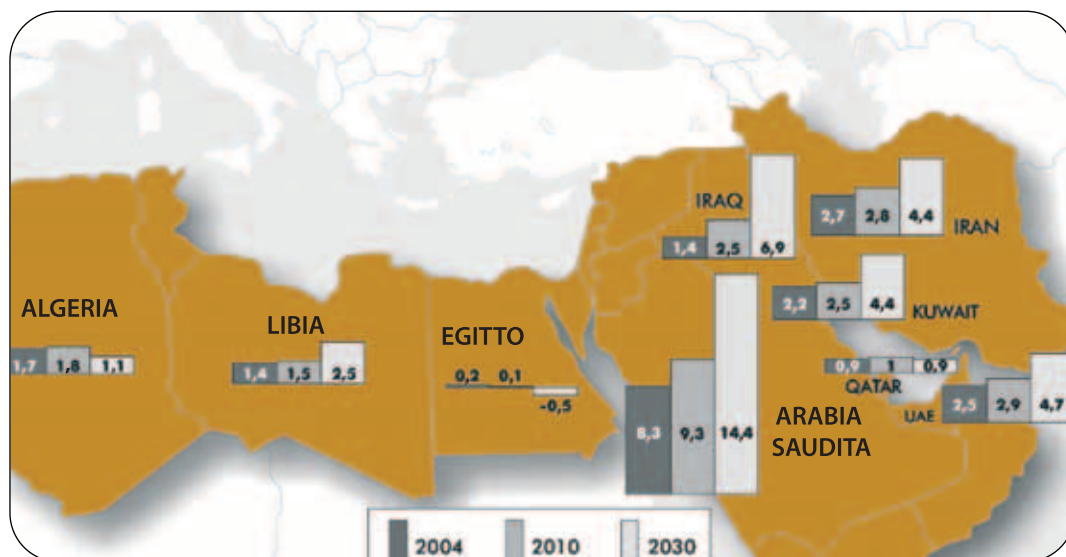 IRAQ
1,4 2,5 6,9
2,7 2,8 4,4
IRAN
ALGERIA
1,7 1,8 1,1
LIBIA
1,4 1,5 2,5
EGITTO
0,2 0,1
-0,5
2,2 2,5 4,4
KUWAIT
0,9 1 0,9
QATAR
UAE
2,5 2,9 4,7
8,3 9,3 14,4
ARABIA
SAUDITA
2004 2010 2030